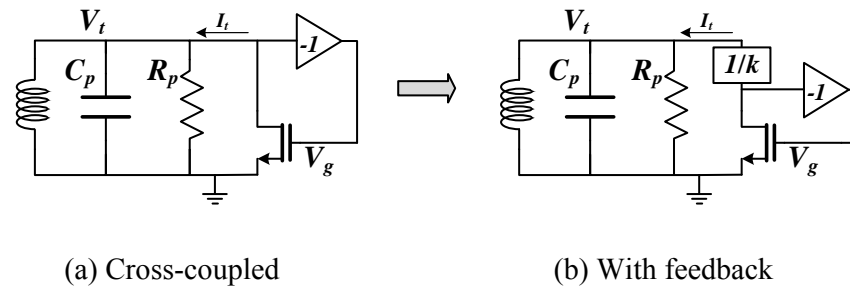 V_t
I_t
-1
C_p
R_p
V_g
(a) Cross-coupled
V_t
I_t
1/k
-1
C_p
R_p
V_g
(b) With feedback